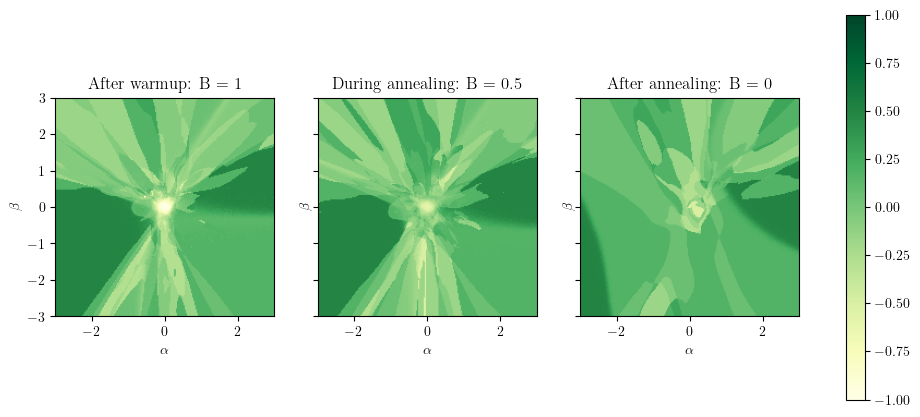 After warmup: B = 1
During annealing: B = 0.5
After annealing: B = 0
3
2
1
0
−1
−2
−3
β
β
β
−2
0
2
−2
0
2
−2
0
2
α
α
α
1.00
0.75
0.50
0.25
0.00
−0.25
−0.50
−0.75
−1.00